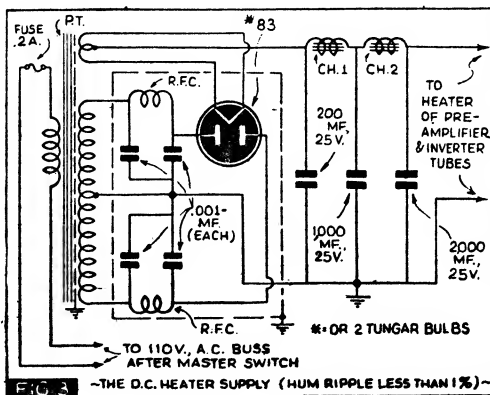 FUSE
.2A.
P.T.
#83
R.F.C.
CH.1
CH.2
TO
HEATER
OF PRE-
AMPLIFIER
& INVERTER
TUBES
200
MF.,
25V.
.001-
MF.
(EACH)
1000
MF.,
25V.
2,000
MF.,
25V.
R.F.C.
*=OR 2 TUNGAR BULBS
TO 110V., A.C. BUSS
AFTER MASTER SWITCH
FIG. 3 ~THE D.C. HEATER SUPPLY (HUM RIPPLE LESS THAN 1%)~